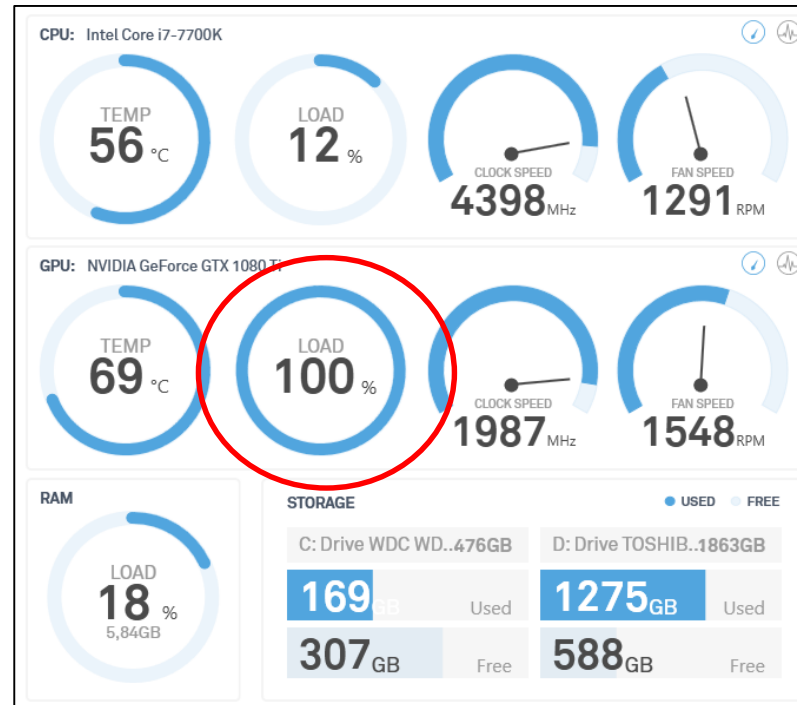 CPU: Intel Core i7-7700K
TEMP
56 °C
LOAD
12 %
CLOCK SPEED
4398 MHz
FAN SPEED
1291 RPM
GPU: NVIDIA GeForce GTX 1080 Ti
TEMP
69 °C
LOAD
100 %
CLOCK SPEED
1987 MHz
FAN SPEED
1548 RPM
RAM
LOAD
18 %
5,84GB
STORAGE
USED FREE
C: Drive WDC WD..476GB
169 GB Used
307 GB Free
D: Drive TOSHIB..1863GB
1275 GB Used
588 GB Free